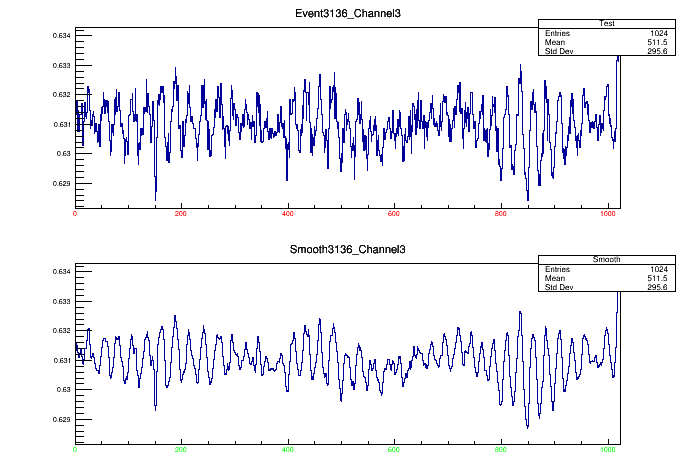 Event3136_Channel3
Test
Entries 1024
Mean 511.5
Std Dev 295.6
0.634
0.633
0.632
0.631
0.63
0.629
0 200 400 600 800 1000
Smooth3136_Channel3
Smooth
Entries 1024
Mean 511.5
Std Dev 295.6
0.634
0.633
0.632
0.631
0.63
0.629
0 200 400 600 800 1000